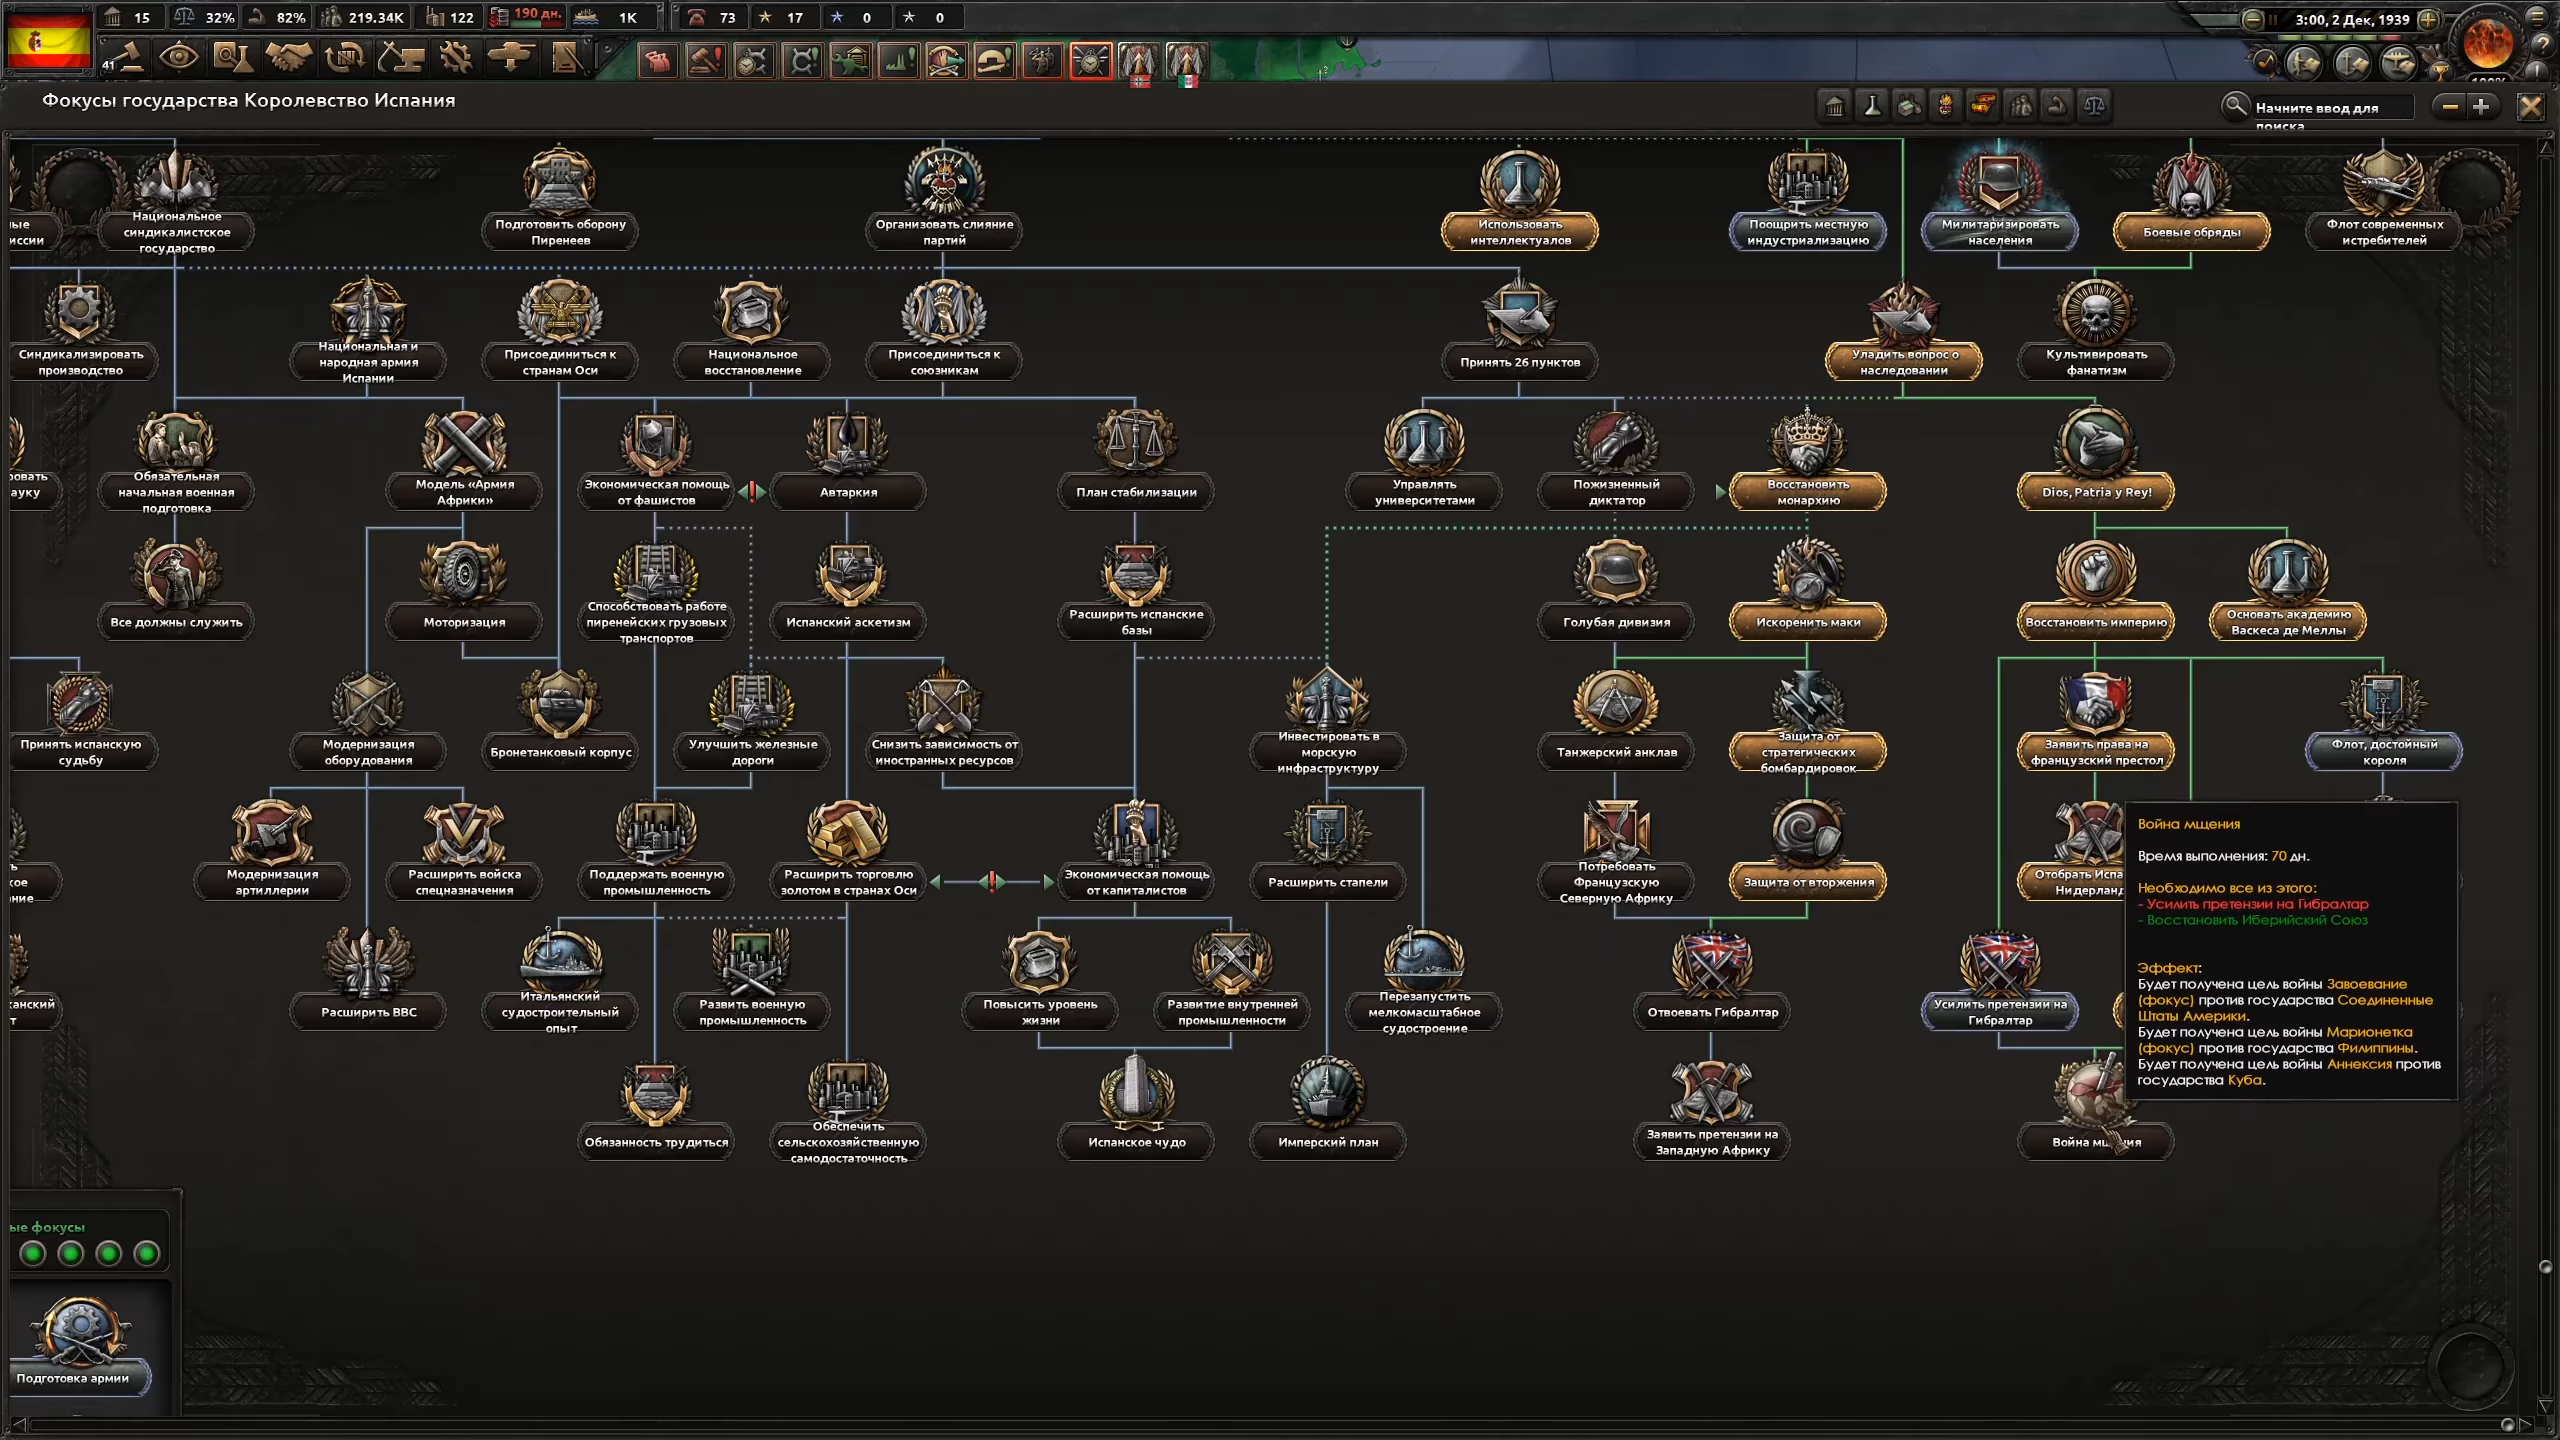 15 32% 82% 219.34K 122 190 дн. 1K 73 17 0 0
3:00, 2 Дек, 1939
41
Фокусы государства Королевство Испания
Начните ввод для
поиска
Национальное
синдикалистское
государство
Подготовить оборону
Пиренеев
Организовать слияние
партий
Использовать
интеллектуалов
Поощрить местную
индустриализацию
Милитаризировать
населения
Боевые обряды
Флот современных
истребителей
Синдикализировать
производство
Национальная и
народная армия
Испании
Присоединиться к
странам Оси
Национальное
восстановление
Присоединиться к
союзникам
Принять 26 пунктов
Уладить вопрос о
наследовании
Культивировать
фанатизм
Обязательная
начальная военная
подготовка
Модель «Армия
Африки»
Экономическая помощь
от фашистов
Автаркия
План стабилизации
Управлять
университетами
Пожизненный
диктатор
Восстановить
монархию
Dios, Patria y Rey!
Все должны служить
Моторизация
Способствовать работе
пиренейских грузовых
транспортов
Испанский аскетизм
Расширить испанские
базы
Голубая дивизия
Искоренить маки
Восстановить империю
Основать академию
Васкеса де Меллы
Принять испанскую
судьбу
Модернизация
оборудования
Бронетанковый корпус
Улучшить железные
дороги
Снизить зависимость от
иностранных ресурсов
Инвестировать в
морскую
инфраструктуру
Танжерский анклав
Защита от
стратегических
бомбардировок
Заявить права на
французский престол
Флот, достойный
короля
Модернизация
артиллерии
Расширить войска
спецназначения
Поддержать военную
промышленность
Расширить торговлю
золотом в странах Оси
Экономическая помощь
от капиталистов
Расширить стапели
Потребовать
Французскую
Северную Африку
Защита от вторжения
Отобрать Испа
Нидерланд
Война мщения
Время выполнения: 70 дн.
Необходимо все из этого:
- Усилить претензии на Гибралтар
- Восстановить Иберийский Союз
Эффект:
Будет получена цель войны Завоевание
(фокус) против государства Соединенные
Штаты Америки.
Будет получена цель войны Марионетка
(фокус) против государства Филиппины.
Будет получена цель войны Аннексия против
государства Куба.
Расширить ВВС
Итальянский
судостроительный
опыт
Развить военную
промышленность
Повысить уровень
жизни
Развитие внутренней
промышленности
Перезапустить
мелкомасштабное
судостроение
Отвоевать Гибралтар
Усилить претензии на
Гибралтар
Обязанность трудиться
Обеспечить
сельскохозяйственную
самодостаточность
Испанское чудо
Имперский план
Заявить претензии на
Западную Африку
Война мщения
ые фокусы
Подготовка армии